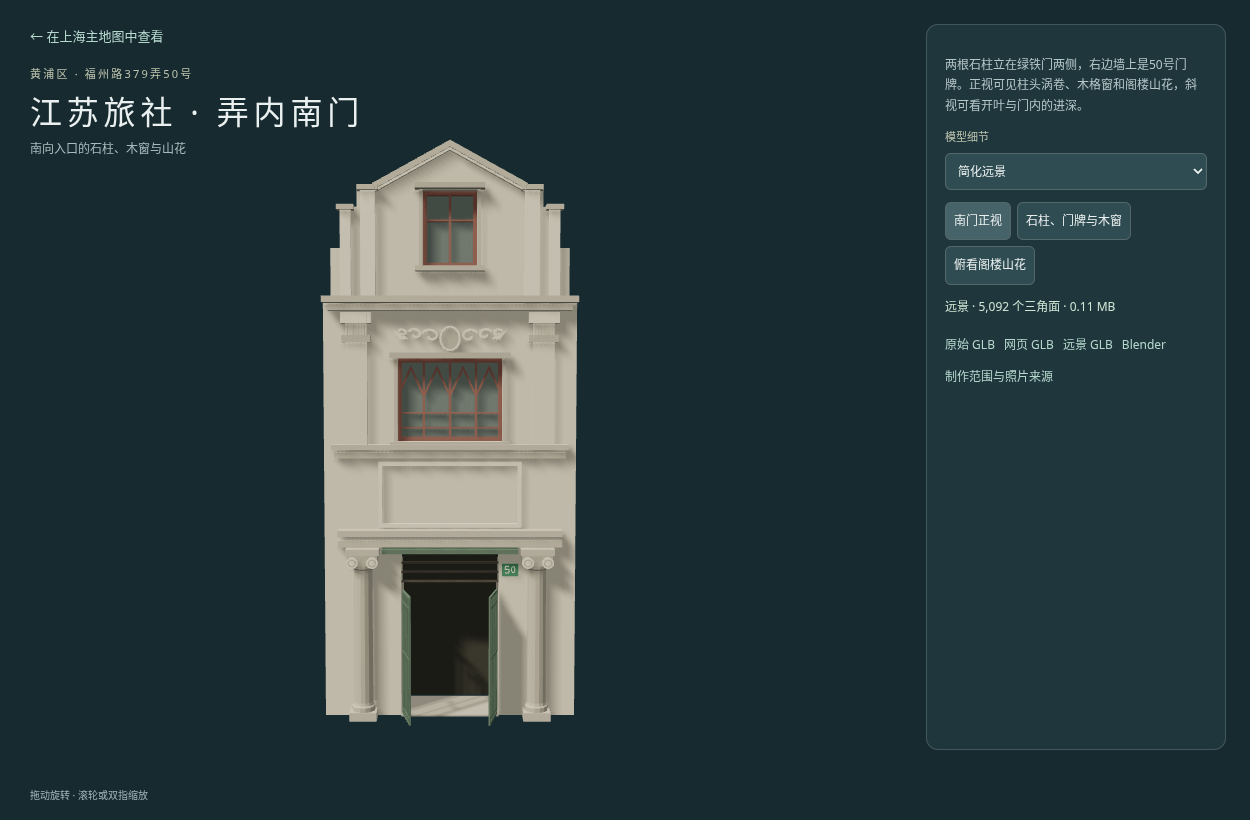 ← 在上海主地图中查看
黄浦区 · 福州路379弄50号
江苏旅社 · 弄内南门
南向入口的石柱、木窗与山花
50
拖动旋转 · 滚轮或双指缩放
两根石柱立在绿铁门两侧，右边墙上是50号门
牌。正视可见柱头涡卷、木格窗和阁楼山花，斜
视可看开叶与门内的进深。
模型细节
简化远景
南门正视
石柱、门牌与木窗
俯看阁楼山花
远景 · 5,092 个三角面 · 0.11 MB
原始 GLB 网页 GLB 远景 GLB Blender
制作范围与照片来源